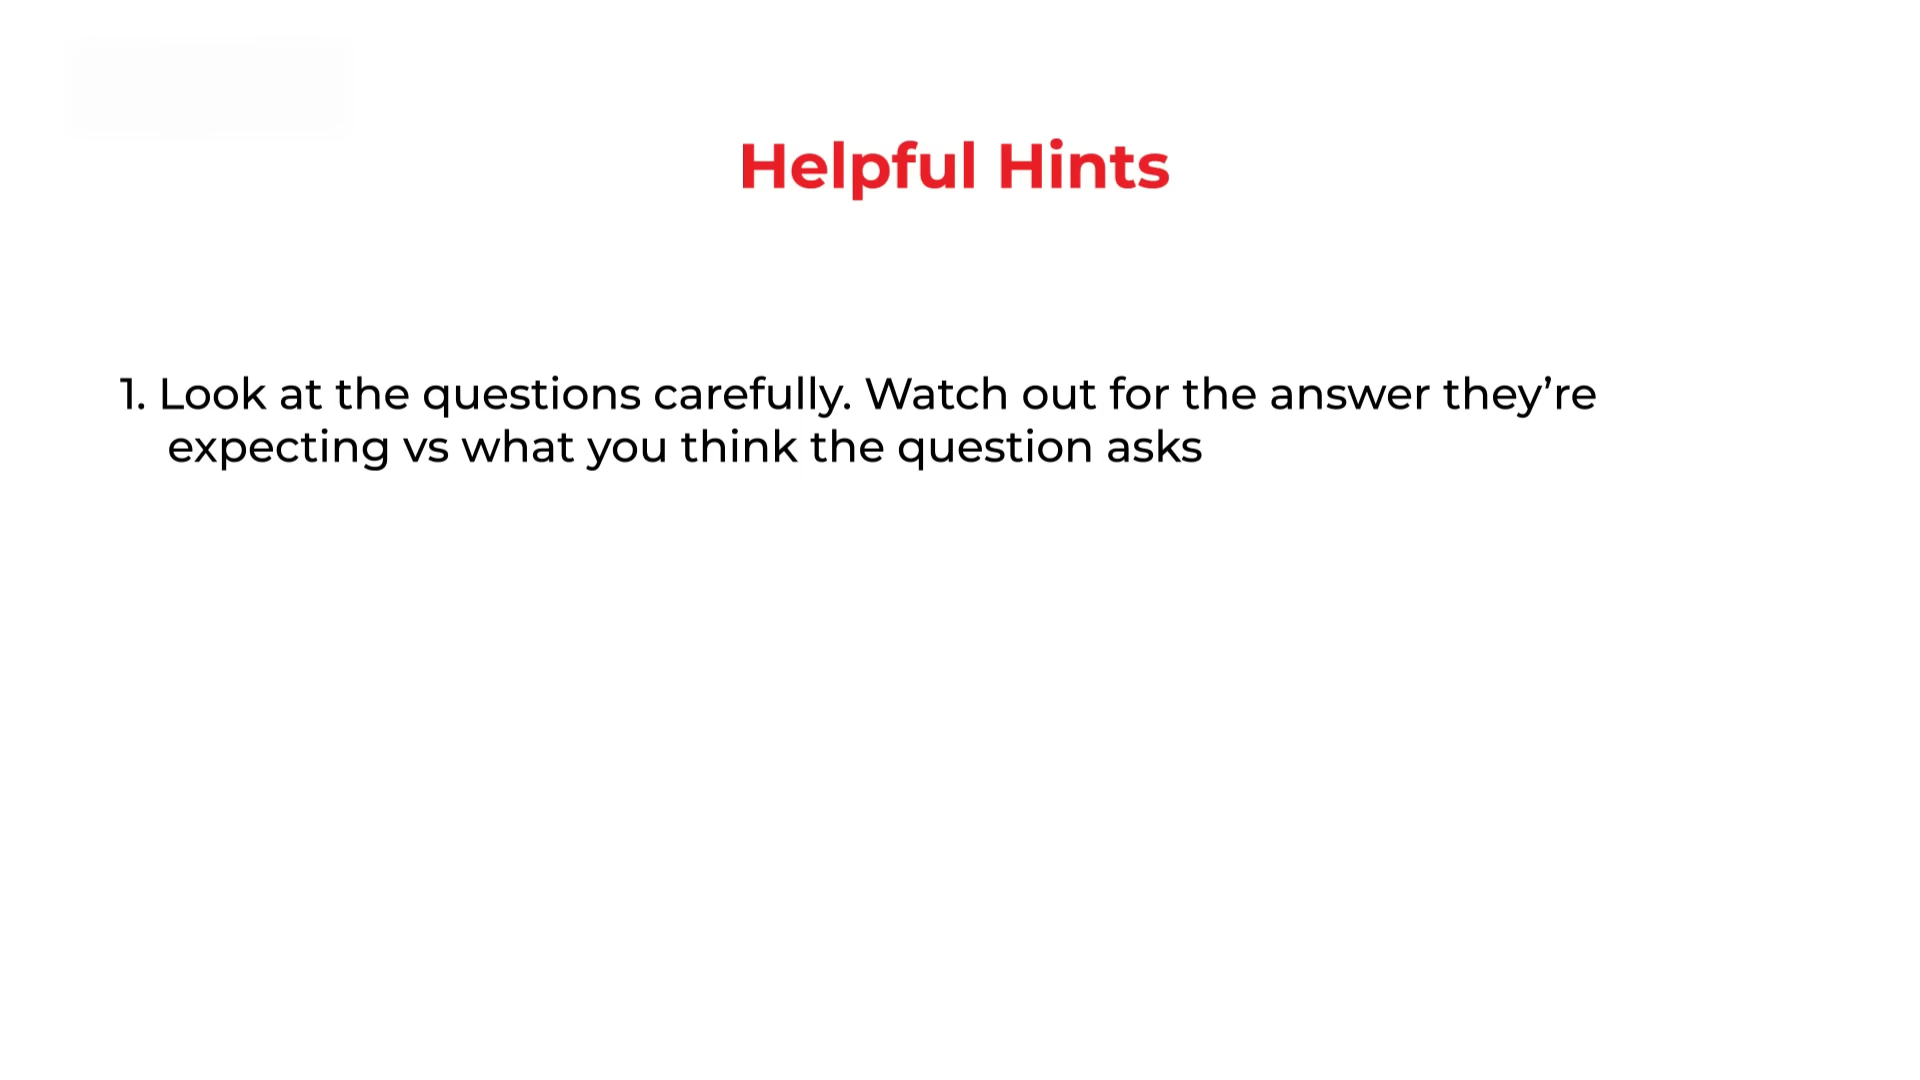 Helpful Hints
1. Look at the questions carefully. Watch out for the answer they’re
expecting vs what you think the question asks